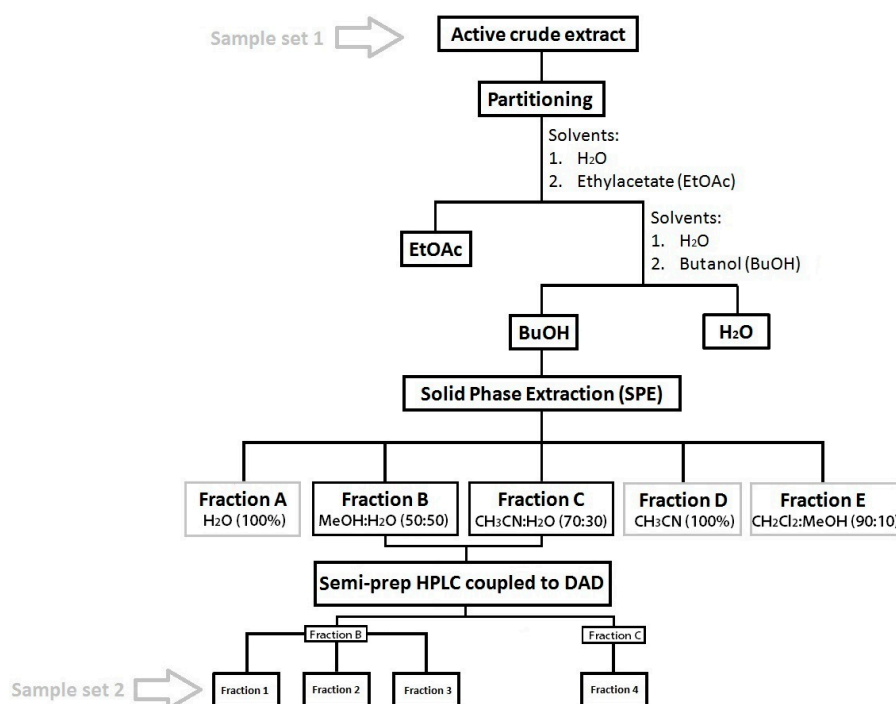 Sample set 1
Active crude extract
Partitioning
Solvents:
1. H2O
2. Ethylacetate (EtOAc)
EtOAc
Solvents:
1. H2O
2. Butanol (BuOH)
BuOH
H2O
Solid Phase Extraction (SPE)
Fraction A
H2O (100%)
Fraction B
MeOH:H2O (50:50)
Fraction C
CH3CN:H2O (70:30)
Fraction D
CH3CN (100%)
Fraction E
CH2Cl2:MeOH (90:10)
Semi-prep HPLC coupled to DAD
Fraction B
Fraction C
Sample set 2
Fraction 1
Fraction 2
Fraction 3
Fraction 4